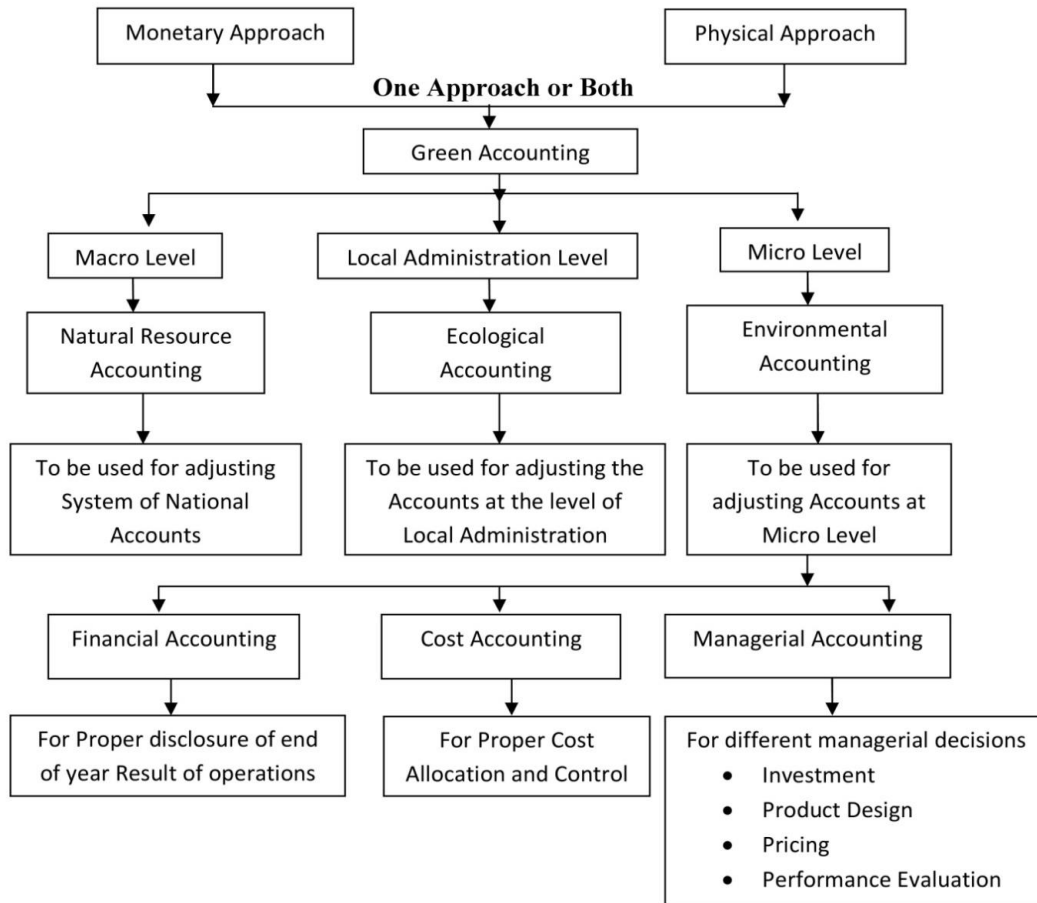 Monetary Approach
Physical Approach
One Approach or Both
Green Accounting
Macro Level
Local Administration Level
Micro Level
Natural Resource
Accounting
Ecological
Accounting
Environmental
Accounting
To be used for adjusting
System of National
Accounts
To be used for adjusting the
Accounts at the level of
Local Administration
To be used for
adjusting Accounts at
Micro Level
Financial Accounting
Cost Accounting
Managerial Accounting
For Proper disclosure of end
of year Result of operations
For Proper Cost
Allocation and Control
For different managerial decisions
• Investment
• Product Design
• Pricing
• Performance Evaluation